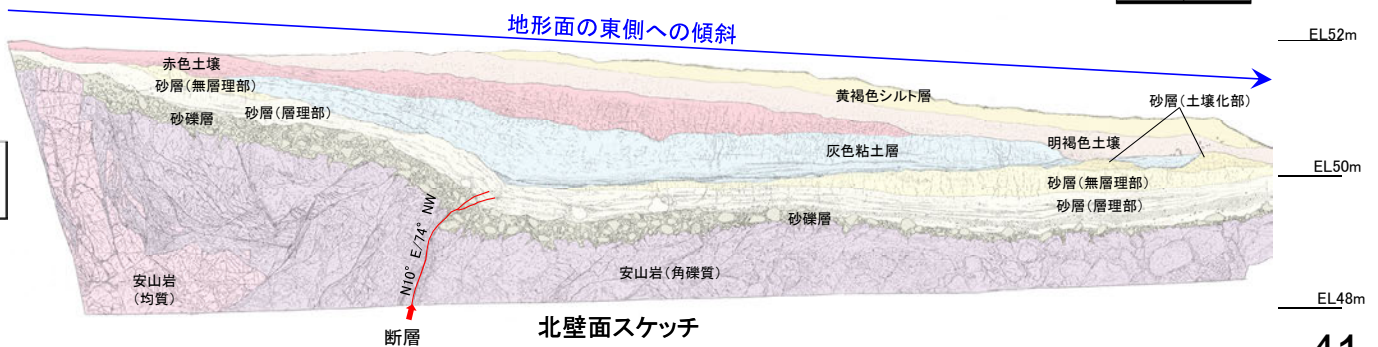 地形面の東側への傾斜
EL52m
赤色土壌
砂層(無層理部)
砂層(層理部)
砂礫層
黄褐色シルト層
砂層(土壌化部)
明褐色土壌
灰色粘土層
EL50m
砂層(無層理部)
砂層(層理部)
砂礫層
N10° E/74° NW
安山岩(角礫質)
安山岩
(均質)
EL48m
断層
北壁面スケッチ